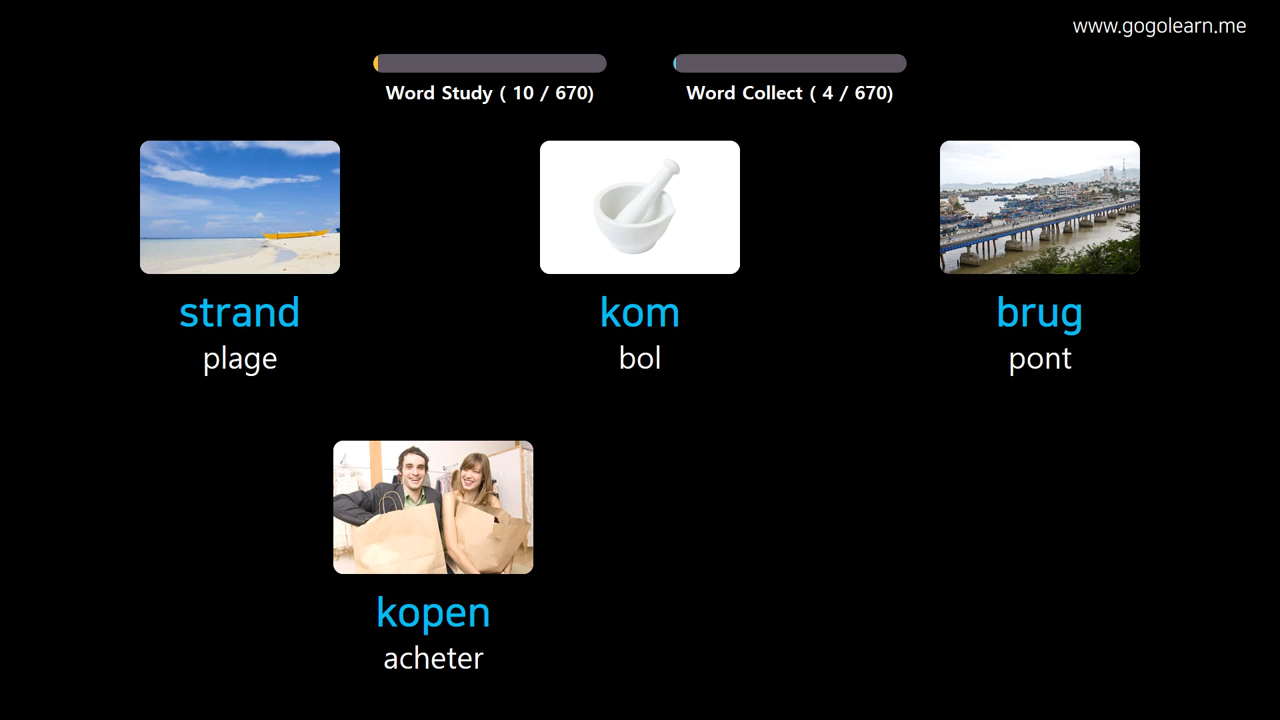 www.gogolearn.me
Word Study ( 10 / 670)
Word Collect ( 4 / 670)
strand
plage
kom
bol
brug
pont
kopen
acheter